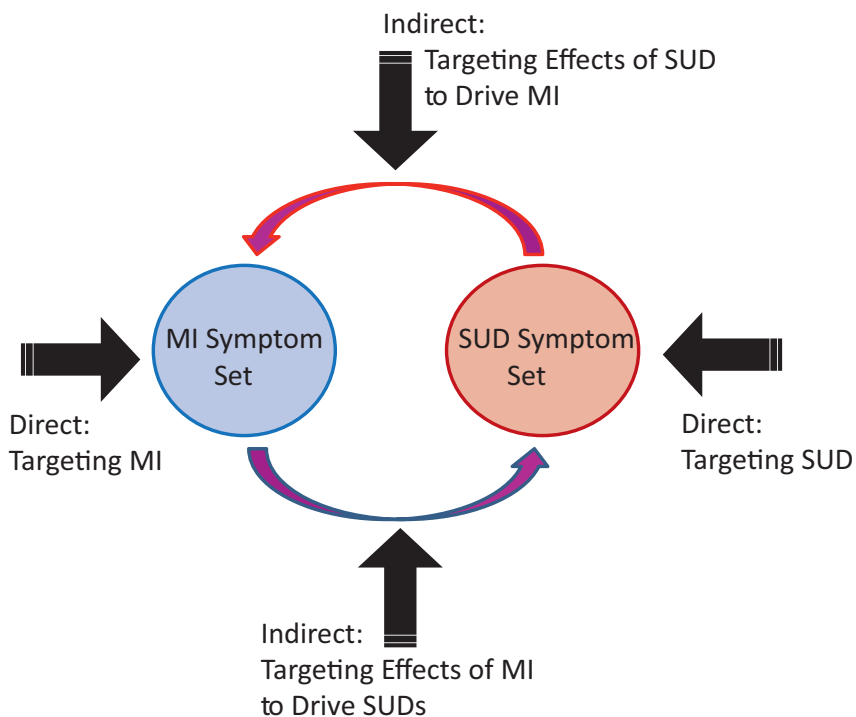 Indirect:
Targeting Effects of SUD
to Drive MI
MI Symptom
Set
SUD Symptom
Set
Direct:
Targeting MI
Direct:
Targeting SUD
Indirect:
Targeting Effects of MI
to Drive SUDs